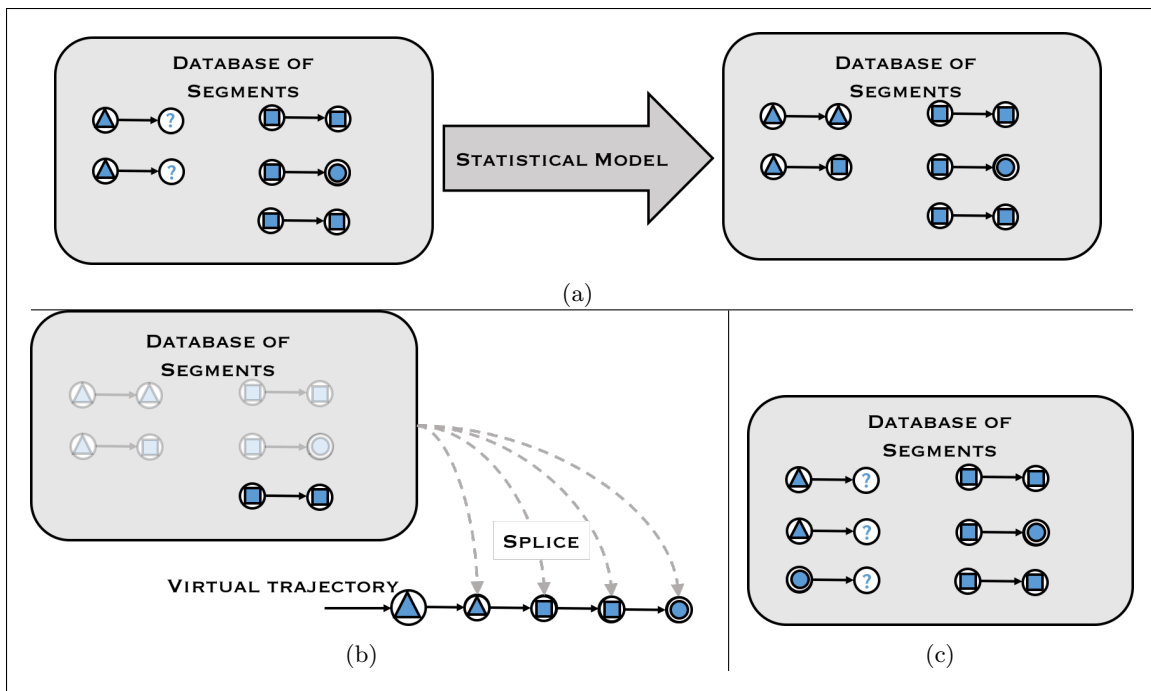 DATABASE OF
SEGMENTS
?
?
STATISTICAL MODEL
DATABASE OF
SEGMENTS
(a)
DATABASE OF
SEGMENTS
SPLICE
VIRTUAL TRAJECTORY
(b)
DATABASE OF
SEGMENTS
?
?
?
(c)